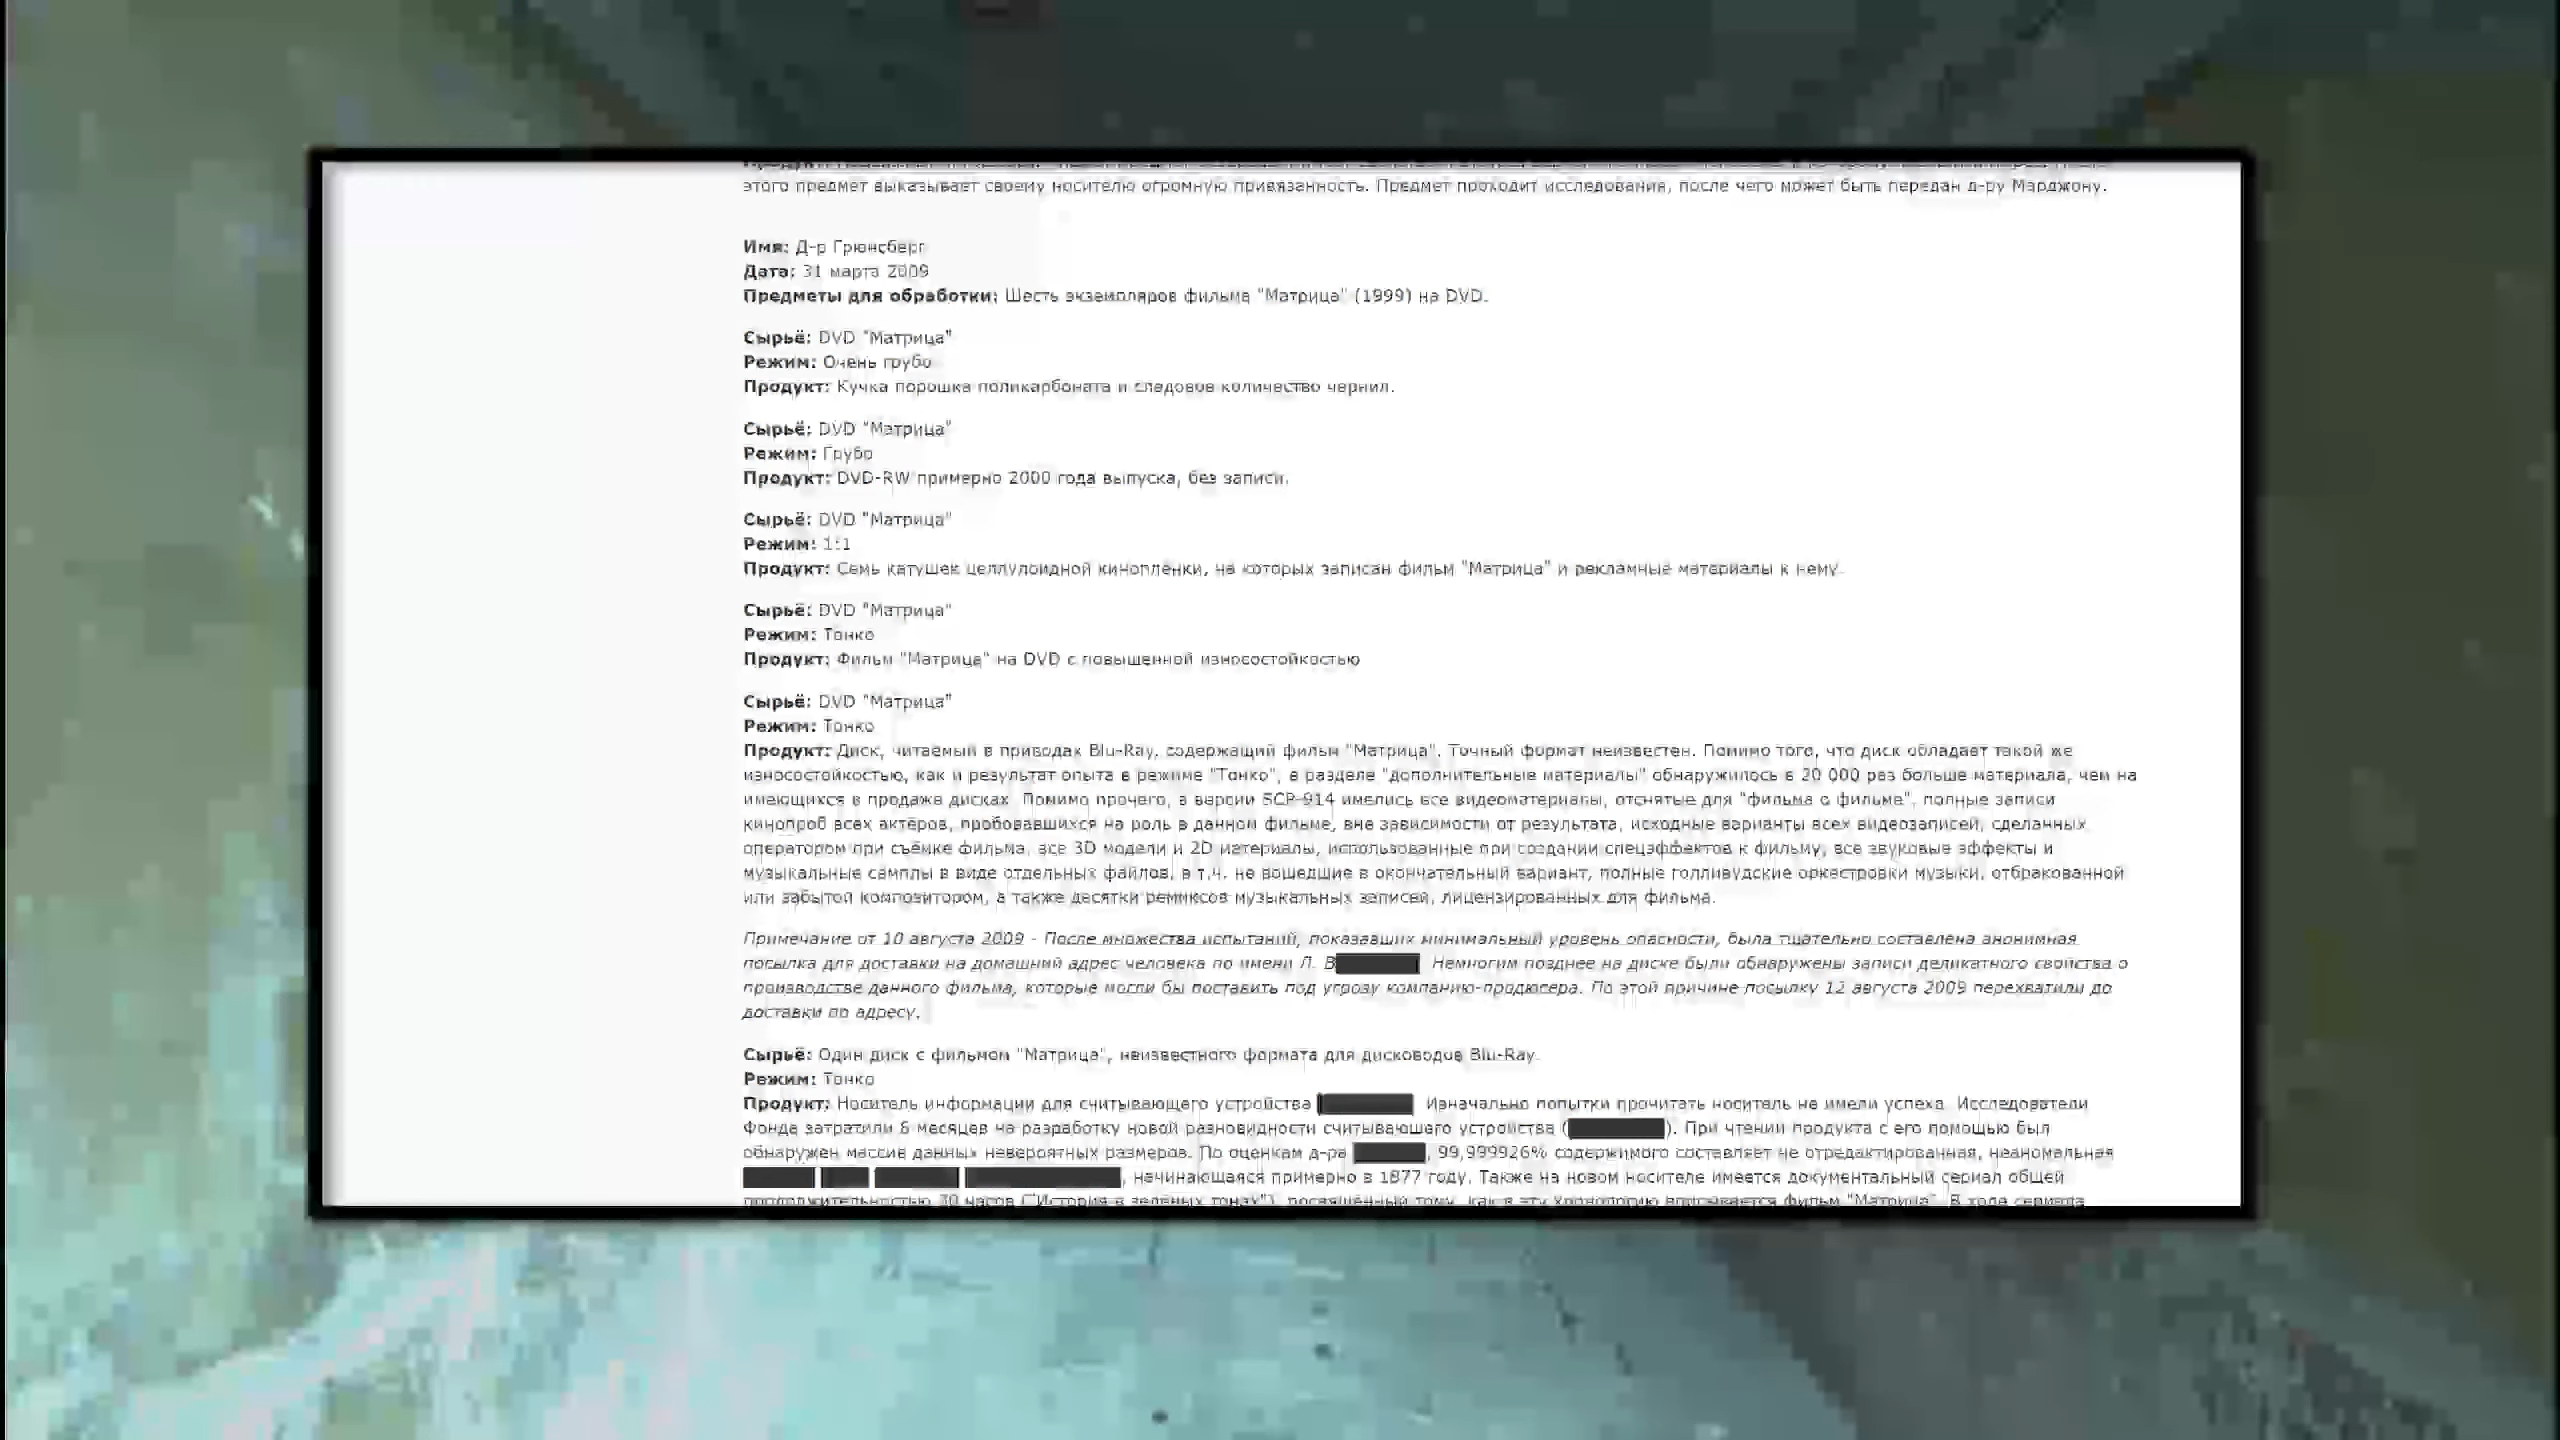 этого предмет выказывает своему носителю огромную привязанность. Предмет проходит исследования, после чего может быть передан д-ру Марджону.
Имя: Д-р Грюнсберг
Дата: 31 марта 2009
Предметы для обработки: Шесть экземпляров фильма "Матрица" (1999) на DVD.
Сырьё: DVD "Матрица"
Режим: Очень грубо
Продукт: Кучка порошка поликарбоната и следовое количество чернил.
Сырьё: DVD "Матрица"
Режим: Грубо
Продукт: DVD-RW примерно 2000 года выпуска, без записи.
Сырьё: DVD "Матрица"
Режим: 1:1
Продукт: Семь катушек целлулоидной киноплёнки, на которых записан фильм "Матрица" и рекламные материалы к нему.
Сырьё: DVD "Матрица"
Режим: Тонко
Продукт: Фильм "Матрица" на DVD с повышенной износостойкостью
Сырьё: DVD "Матрица"
Режим: Тонко
Продукт: Диск, читаемый в приводах Blu-Ray, содержащий фильм "Матрица". Точный формат неизвестен. Помимо того, что диск обладает такой же
износостойкостью, как и результат опыта в режиме "Тонко", в разделе "дополнительные материалы" обнаружилось в 20 000 раз больше материала, чем на
имеющихся в продаже дисках. Помимо прочего, в версии SCP-914 имелись все видеоматериалы, отснятые для "фильма о фильме", полные записи
кинопроб всех актёров, пробовавшихся на роль в данном фильме, вне зависимости от результата, исходные варианты всех видеозаписей, сделанных
оператором при съёмке фильма, все 3D модели и 2D материалы, использованные при создании спецэффектов к фильму, все звуковые эффекты и
музыкальные сэмплы в виде отдельных файлов, в т.ч. не вошедшие в окончательный вариант, полные голливудские оркестровки музыки, отбракованной
или забытой композитором, а также десятки ремиксов музыкальных записей, лицензированных для фильма.
Примечание от 10 августа 2009 - После множества испытаний, показавших минимальный уровень опасности, была тщательно составлена анонимная
посылка для доставки на домашний адрес человека по имени Л. В Немногим позднее на диске были обнаружены записи деликатного свойства о
производстве данного фильма, которые могли бы поставить под угрозу компанию-продюсера. По этой причине посылку 12 августа 2009 перехватили до
доставки по адресу.
Сырьё: Один диск с фильмом "Матрица", неизвестного формата для дисководов Blu-Ray.
Режим: Тонко
Продукт: Носитель информации для считывающего устройства Изначально попытки прочитать носитель не имели успеха. Исследователи
Фонда затратили 6 месяцев на разработку новой разновидности считывающего устройства ( ). При чтении продукта с его помощью был
обнаружен массив данных невероятных размеров. По оценкам д-ра , 99,999926% содержимого составляет не отредактированная, неаномальная
, начинающаяся примерно в 1877 году. Также на новом носителе имеется документальный сериал общей
продолжительностью 30 часов ("История в зелёных тонах"), посвящённый тому, как в эту хронологию вписывается фильм "Матрица". В ходе сериала